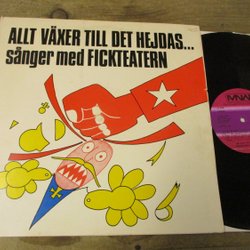 ALLT VÄXER TILL DET HEJDAS...
sånger med FICKTEATERN